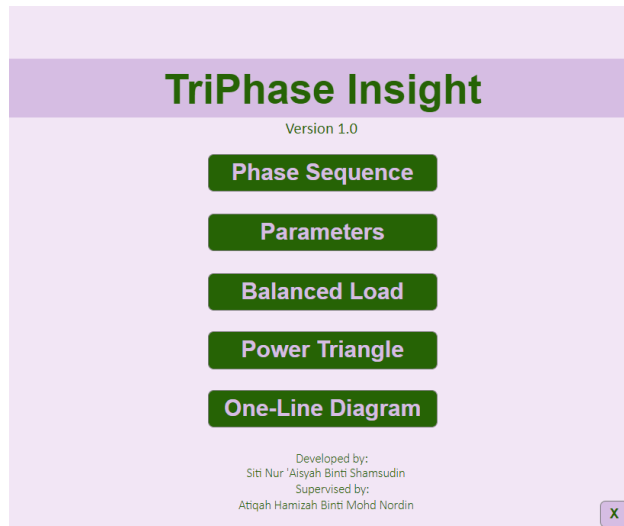 TriPhase Insight
Version 1.0
Phase Sequence
Parameters
Balanced Load
Power Triangle
One-Line Diagram
Developed by:
Siti Nur 'Aisyah Binti Shamsudin
Supervised by:
Atiqah Hamizah Binti Mohd Nordin
X